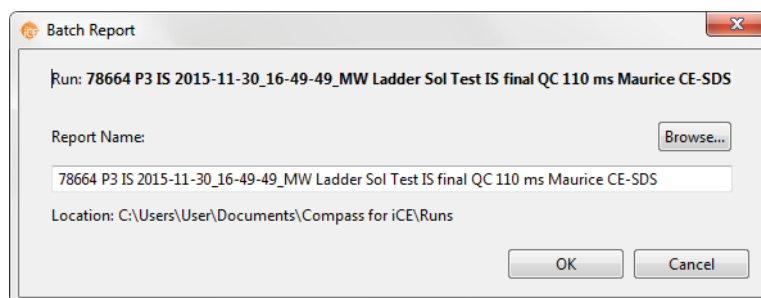 Batch Report
Run: 78664 P3 IS 2015-11-30_16-49-49_MW Ladder Sol Test IS final QC 110 ms Maurice CE-SDS
Report Name:
Browse...
78664 P3 IS 2015-11-30_16-49-49_MW Ladder Sol Test IS final QC 110 ms Maurice CE-SDS
Location: C:\Users\User\Documents\Compass for iCE\Runs
OK
Cancel